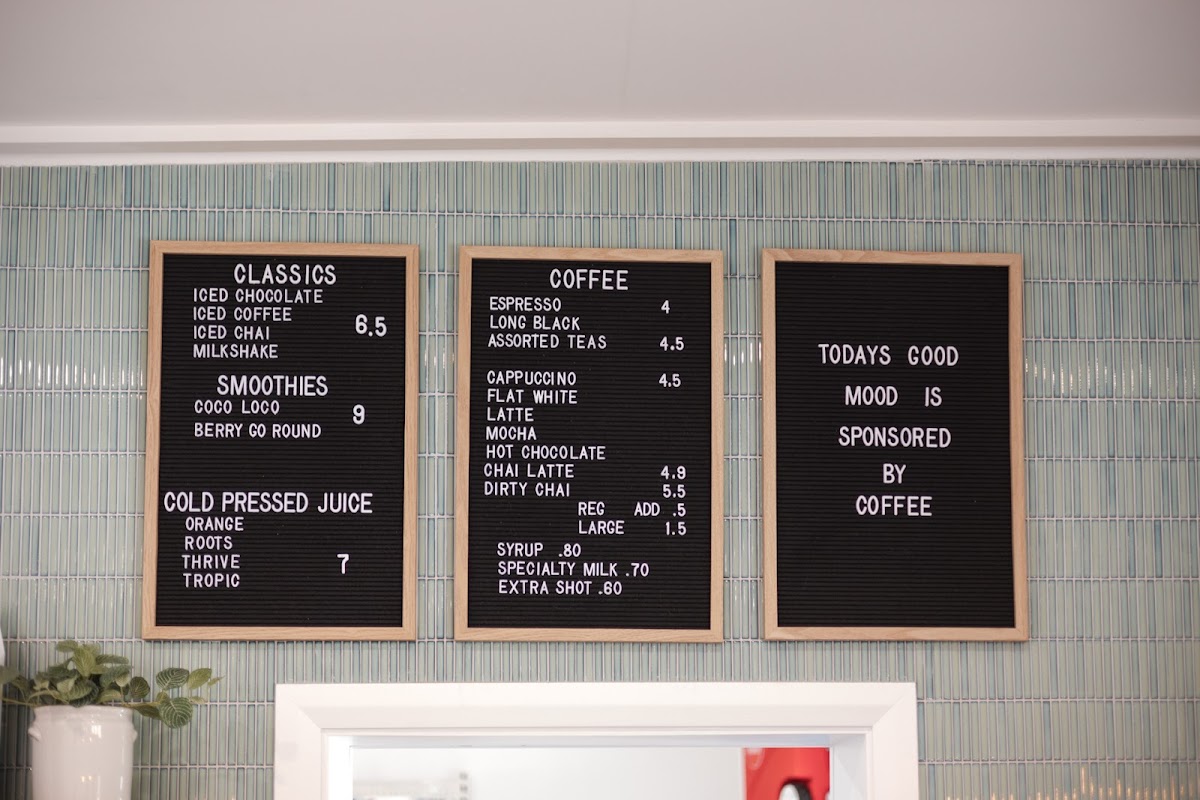 CLASSICS
ICED CHOCOLATE
ICED COFFEE
ICED CHAI
6.5
MILKSHAKE
SMOOTHIES
COCO LOCO
9
BERRY GO ROUND
COLD PRESSED JUICE
ORANGE
ROOTS
THRIVE 7
TROPIC
COFFEE
ESPRESSO 4
LONG BLACK
ASSORTED TEAS 4.5
CAPPUCCINO 4.5
FLAT WHITE
LATTE
MOCHA
HOT CHOCOLATE
CHAI LATTE 4.9
DIRTY CHAI 5.5
REG ADD .5
LARGE 1.5
SYRUP .80
SPECIALTY MILK .70
EXTRA SHOT .60
TODAYS GOOD
MOOD IS
SPONSORED
BY
COFFEE